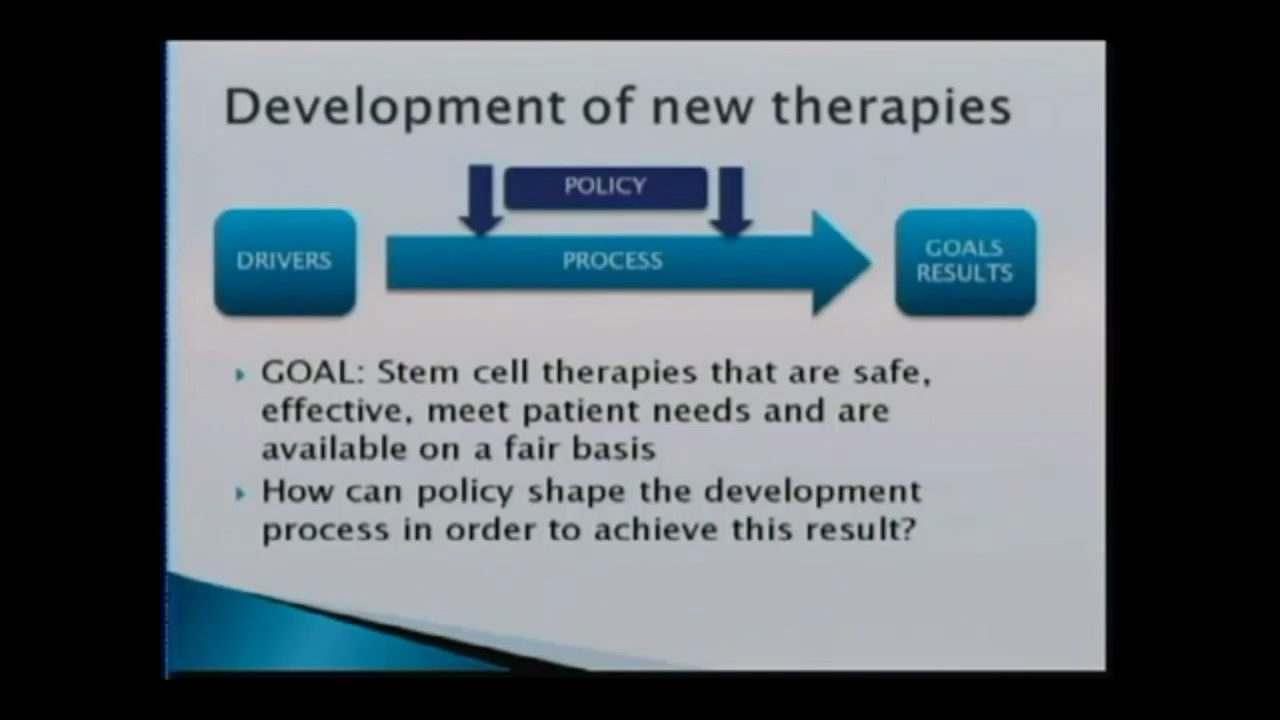 Development of new therapies
POLICY
DRIVERS
PROCESS
GOALS
RESULTS
GOAL: Stem cell therapies that are safe,
effective, meet patient needs and are
available on a fair basis
How can policy shape the development
process in order to achieve this result?